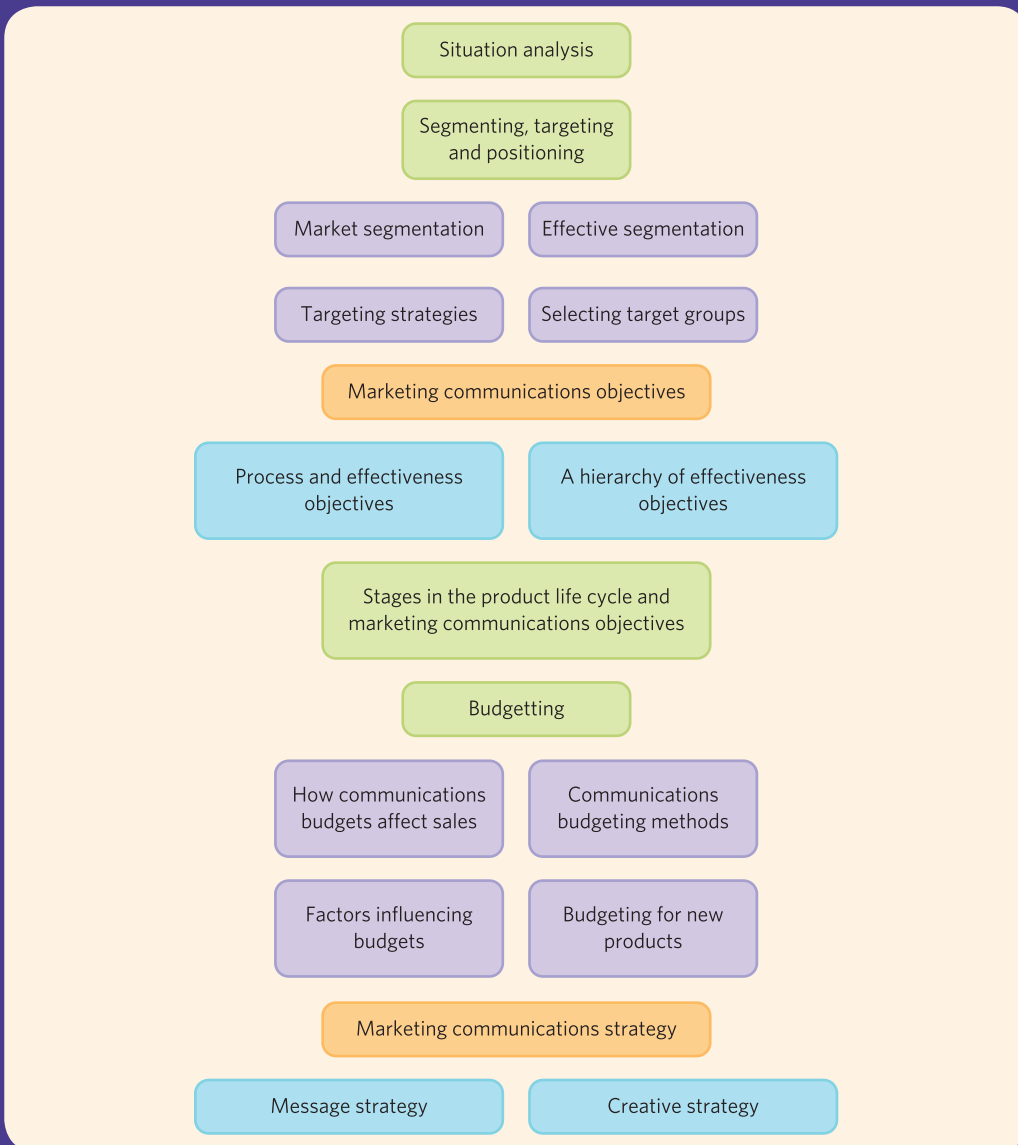 Situation analysis
Segmenting, targeting
and positioning
Market segmentation
Effective segmentation
Targeting strategies
Selecting target groups
Marketing communications objectives
Process and effectiveness
objectives
A hierarchy of effectiveness
objectives
Stages in the product life cycle and
marketing communications objectives
Budgetting
How communications
budgets affect sales
Communications
budgeting methods
Factors influencing
budgets
Budgeting for new
products
Marketing communications strategy
Message strategy
Creative strategy